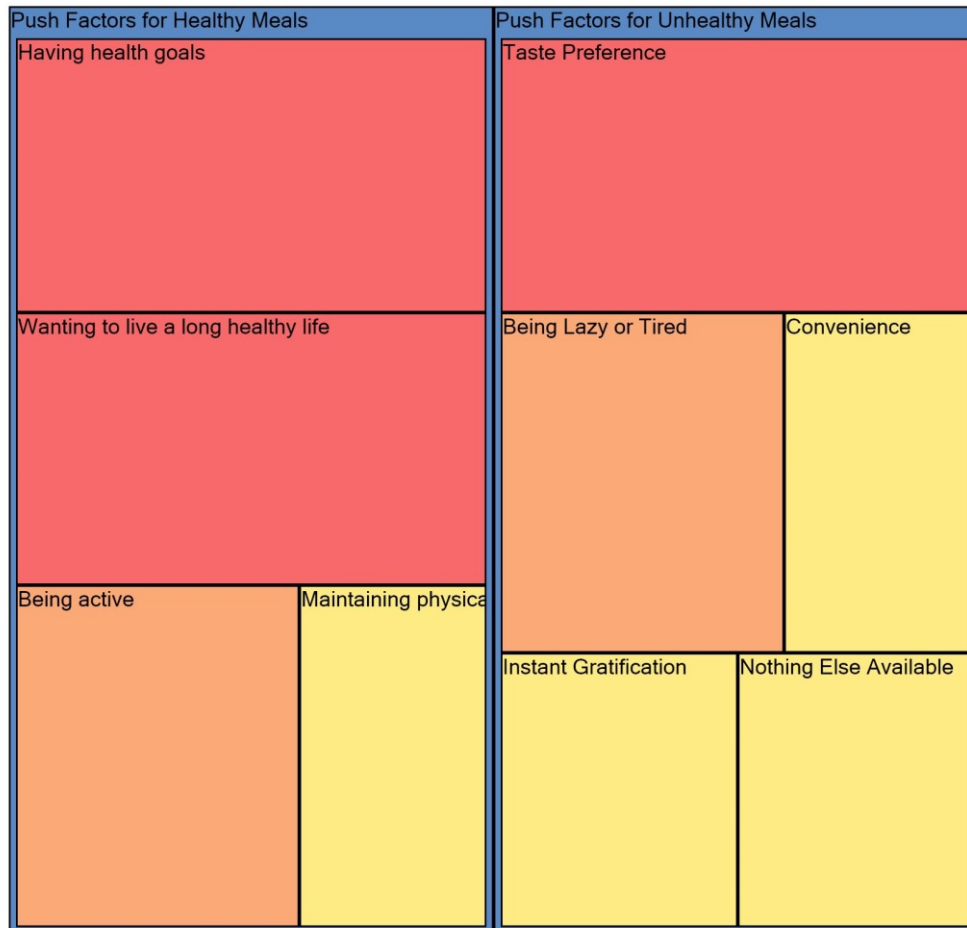 Push Factors for Healthy Meals
Having health goals
Wanting to live a long healthy life
Being active
Maintaining physica
Push Factors for Unhealthy Meals
Taste Preference
Being Lazy or Tired
Convenience
Instant Gratification
Nothing Else Available